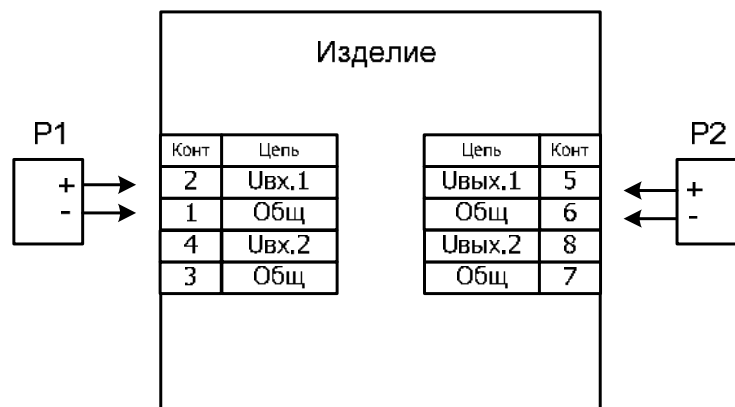 Изделие
P1
P2
Конт Цепь
2 Uвх.1
1 Общ
4 Uвх.2
3 Общ
Цепь Конт
Uвых.1 5
Общ 6
Uвых.2 8
Общ 7
+
-
+
-